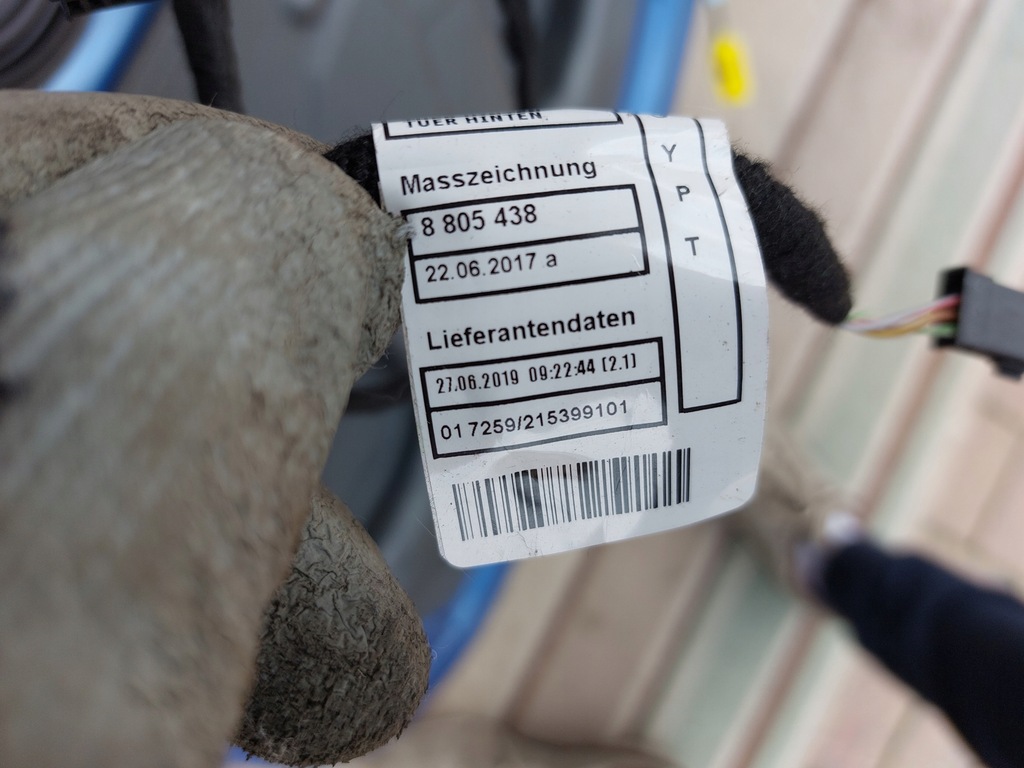 TUER HINTEN
Masszeichnung
8 805 438
22.06.2017 a
Lieferantendaten
27.06.2019 09:22:44 (2.1)
01 7259/215399101
Y
P
T